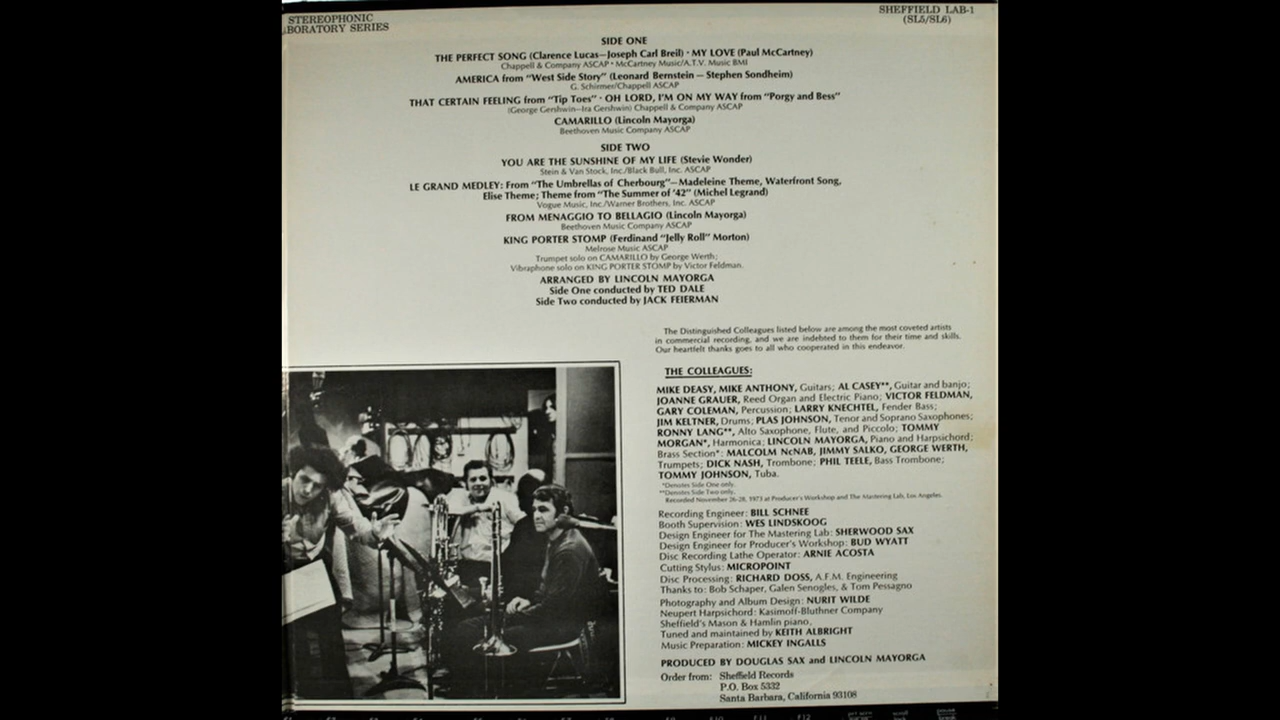 STEREOPHONIC
BORATORY SERIES
SHEFFIELD LAB-1
(SL5/SL6)
SIDE ONE
THE PERFECT SONG (Clarence Lucas—Joseph Carl Breil) · MY LOVE (Paul McCartney)
Chappell & Company ASCAP • McCartney Music/A.T.V. Music BMI
AMERICA from "West Side Story" (Leonard Bernstein — Stephen Sondheim)
G. Schirmer/Chappell ASCAP
THAT CERTAIN FEELING from "Tip Toes" · OH LORD, I'M ON MY WAY from "Porgy and Bess"
(George Gershwin—Ira Gershwin) Chappell & Company ASCAP
CAMARILLO (Lincoln Mayorga)
Beethoven Music Company ASCAP
SIDE TWO
YOU ARE THE SUNSHINE OF MY LIFE (Stevie Wonder)
Stein & Van Stock, Inc./Black Bull, Inc. ASCAP
LE GRAND MEDLEY: From "The Umbrellas of Cherbourg"—Madeleine Theme, Waterfront Song,
Elise Theme; Theme from "The Summer of '42" (Michel Legrand)
Vogue Music, Inc./Warner Brothers, Inc. ASCAP
FROM MENAGGIO TO BELLAGIO (Lincoln Mayorga)
Beethoven Music Company ASCAP
KING PORTER STOMP (Ferdinand "Jelly Roll" Morton)
Melrose Music ASCAP
Trumpet solo on CAMARILLO by George Werth;
Vibraphone solo on KING PORTER STOMP by Victor Feldman.
ARRANGED BY LINCOLN MAYORGA
Side One conducted by TED DALE
Side Two conducted by JACK FEIERMAN
The Distinguished Colleagues listed below are among the most coveted artists
in commercial recording, and we are indebted to them for their time and skills.
Our heartfelt thanks goes to all who cooperated in this endeavor.
THE COLLEAGUES:
MIKE DEASY, MIKE ANTHONY, Guitars; AL CASEY**, Guitar and banjo;
JOANNE GRAUER, Reed Organ and Electric Piano; VICTOR FELDMAN,
GARY COLEMAN, Percussion; LARRY KNECHTEL, Fender Bass;
JIM KELTNER, Drums; PLAS JOHNSON, Tenor and Soprano Saxophones;
RONNY LANG**, Alto Saxophone, Flute, and Piccolo; TOMMY
MORGAN*, Harmonica; LINCOLN MAYORGA, Piano and Harpsichord;
Brass Section*: MALCOLM McNAB, JIMMY SALKO, GEORGE WERTH,
Trumpets; DICK NASH, Trombone; PHIL TEELE, Bass Trombone;
TOMMY JOHNSON, Tuba.
*Denotes Side One only.
**Denotes Side Two only.
Recorded November 26-28, 1973 at Producer's Workshop and The Mastering Lab, Los Angeles.
Recording Engineer: BILL SCHNEE
Booth Supervision: WES LINDSKOOG
Design Engineer for The Mastering Lab: SHERWOOD SAX
Design Engineer for Producer's Workshop: BUD WYATT
Disc Recording Lathe Operator: ARNIE ACOSTA
Cutting Stylus: MICROPOINT
Disc Processing: RICHARD DOSS, A.F.M. Engineering
Thanks to: Bob Schaper, Galen Senogles, & Tom Pessagno
Photography and Album Design: NURIT WILDE
Neupert Harpsichord: Kasimoff-Bluthner Company
Sheffield's Mason & Hamlin piano,
Tuned and maintained by KEITH ALBRIGHT
Music Preparation: MICKEY INGALLS
PRODUCED BY DOUGLAS SAX and LINCOLN MAYORGA
Order from: Sheffield Records
P.O. Box 5332
Santa Barbara, California 93108